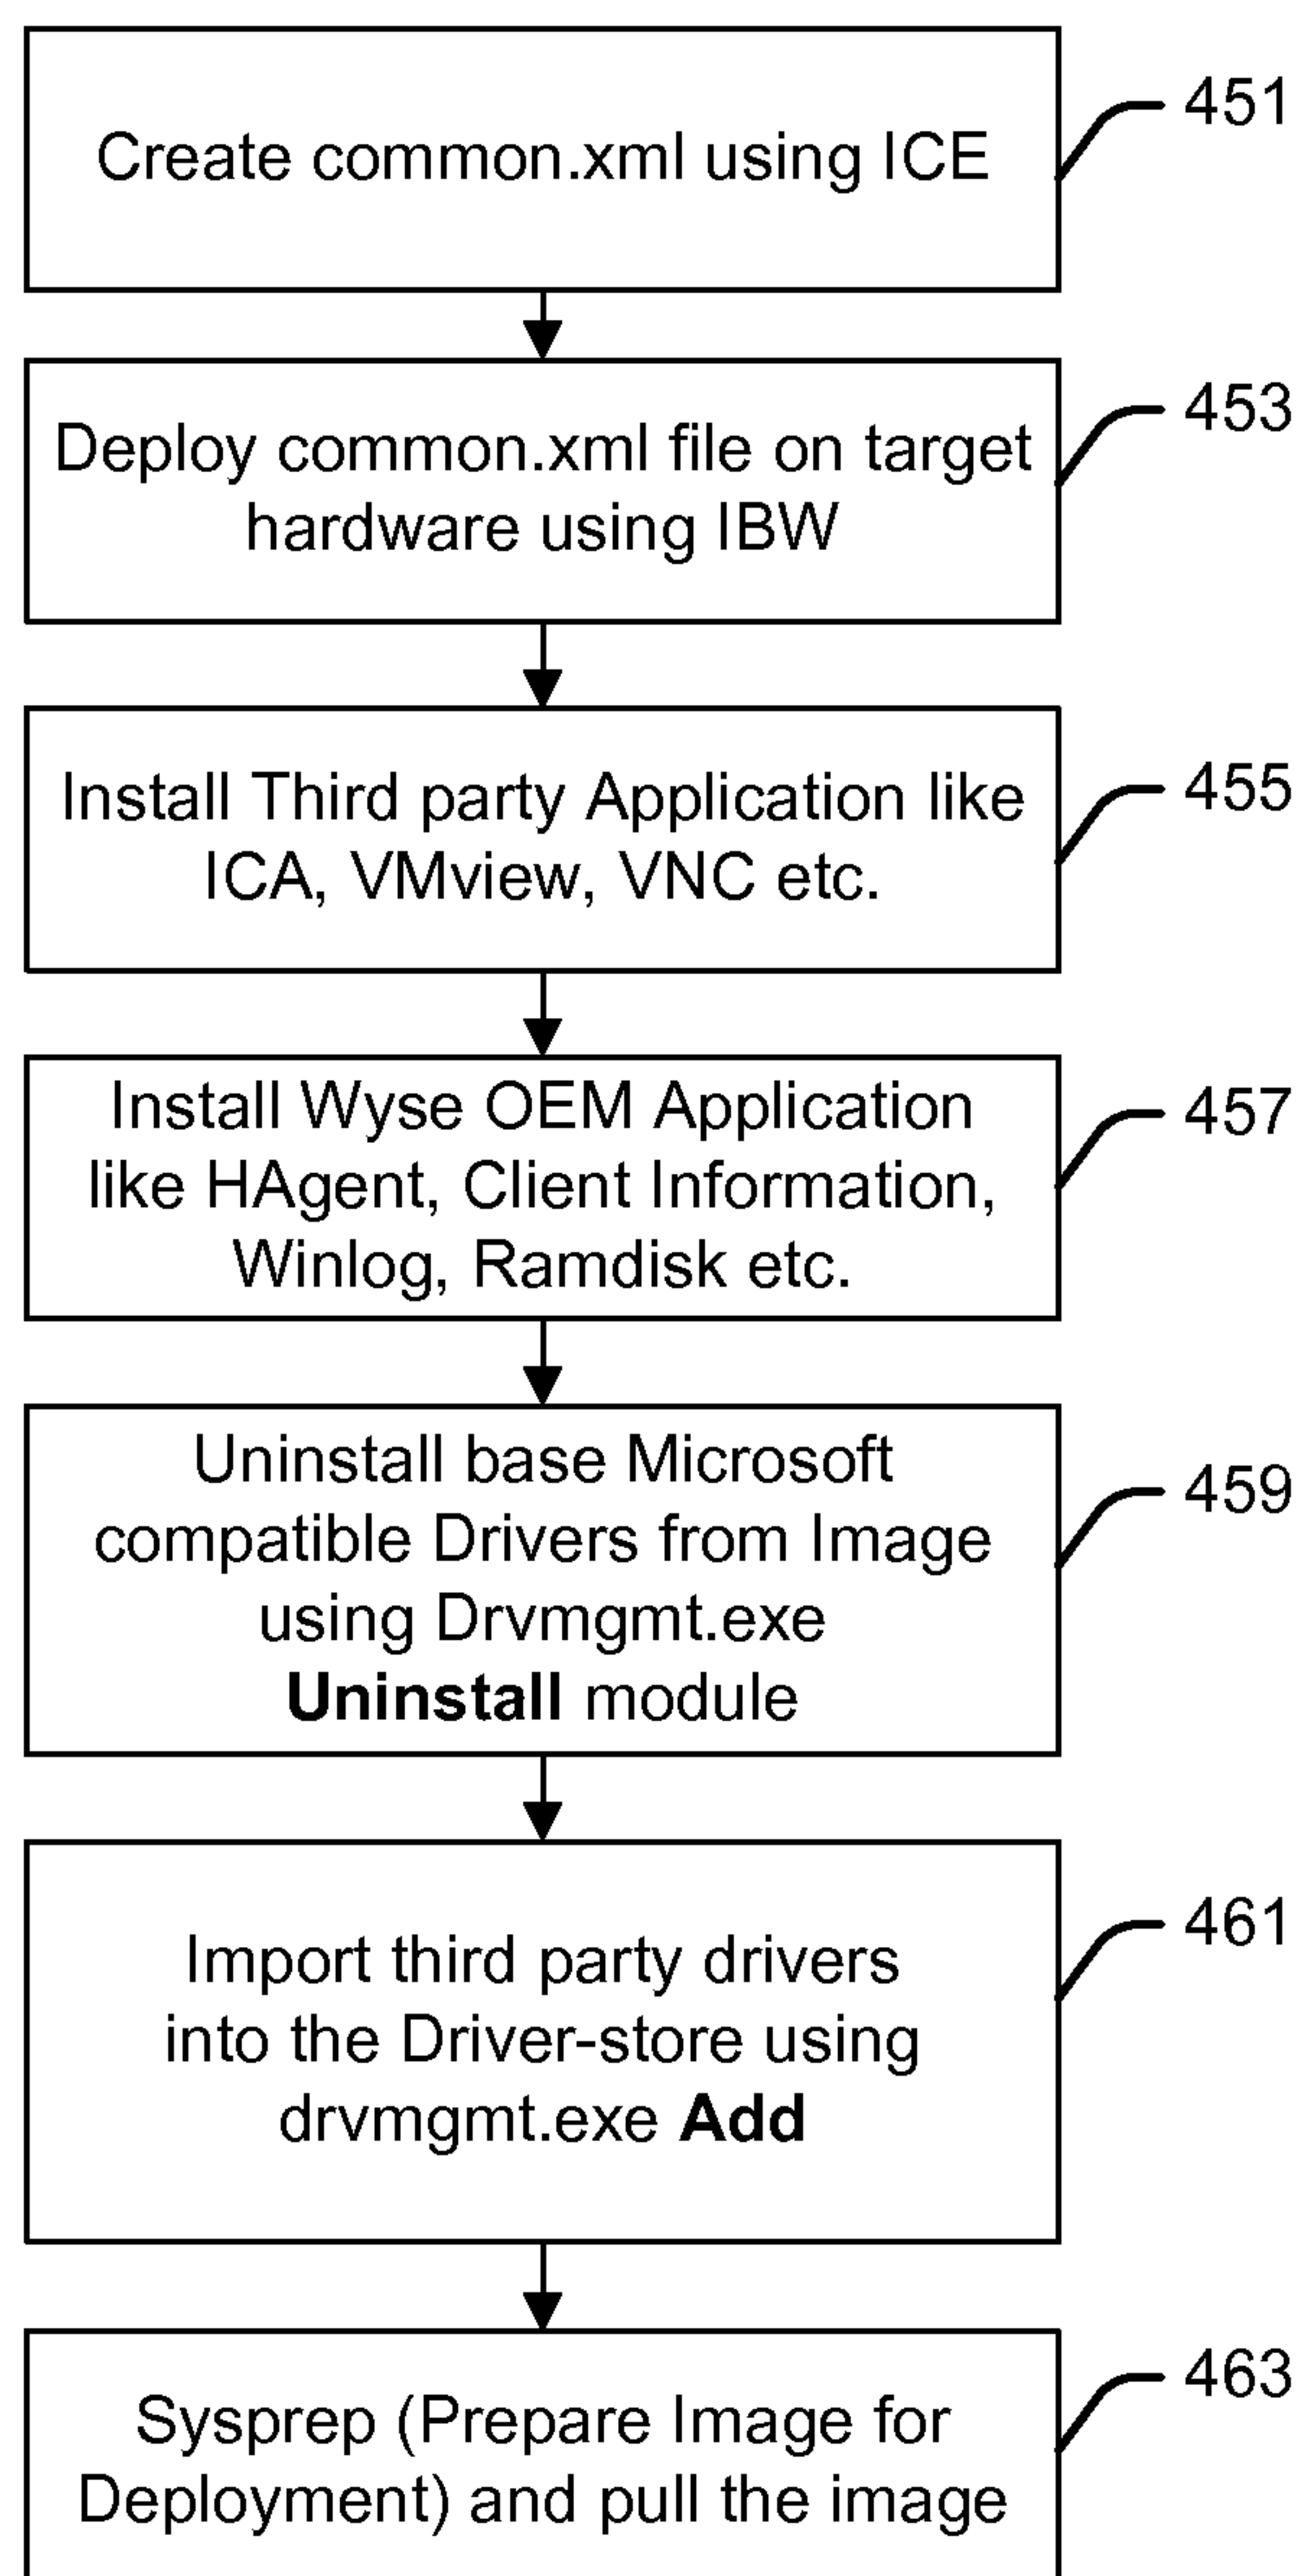 Create common.xml using ICE
451
Deploy common.xml file on target
hardware using IBW
453
Install Third party Application like
ICA, VMview, VNC etc.
455
Install Wyse OEM Application
like HAgent, Client Information,
Winlog, Ramdisk etc.
457
Uninstall base Microsoft
compatible Drivers from Image
using Drvmgmt.exe
Uninstall module
459
Import third party drivers
into the Driver-store using
drvmgmt.exe Add
461
Sysprep (Prepare Image for
Deployment) and pull the image
463